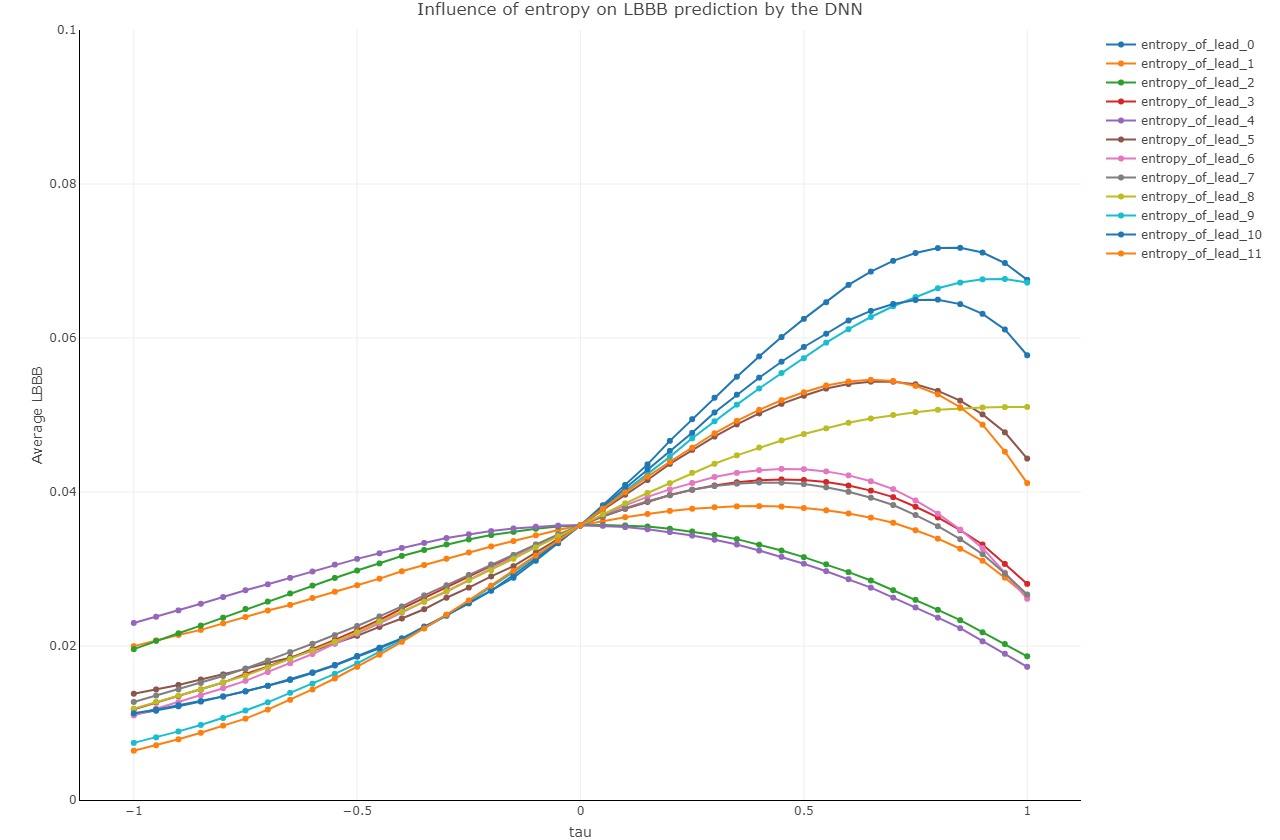 Influence of entropy on LBBB prediction by the DNN
0.1
0.08
0.06
0.04
0.02
0
Average LBBB
−1
−0.5
0
0.5
1
tau
entropy_of_lead_0
entropy_of_lead_1
entropy_of_lead_2
entropy_of_lead_3
entropy_of_lead_4
entropy_of_lead_5
entropy_of_lead_6
entropy_of_lead_7
entropy_of_lead_8
entropy_of_lead_9
entropy_of_lead_10
entropy_of_lead_11